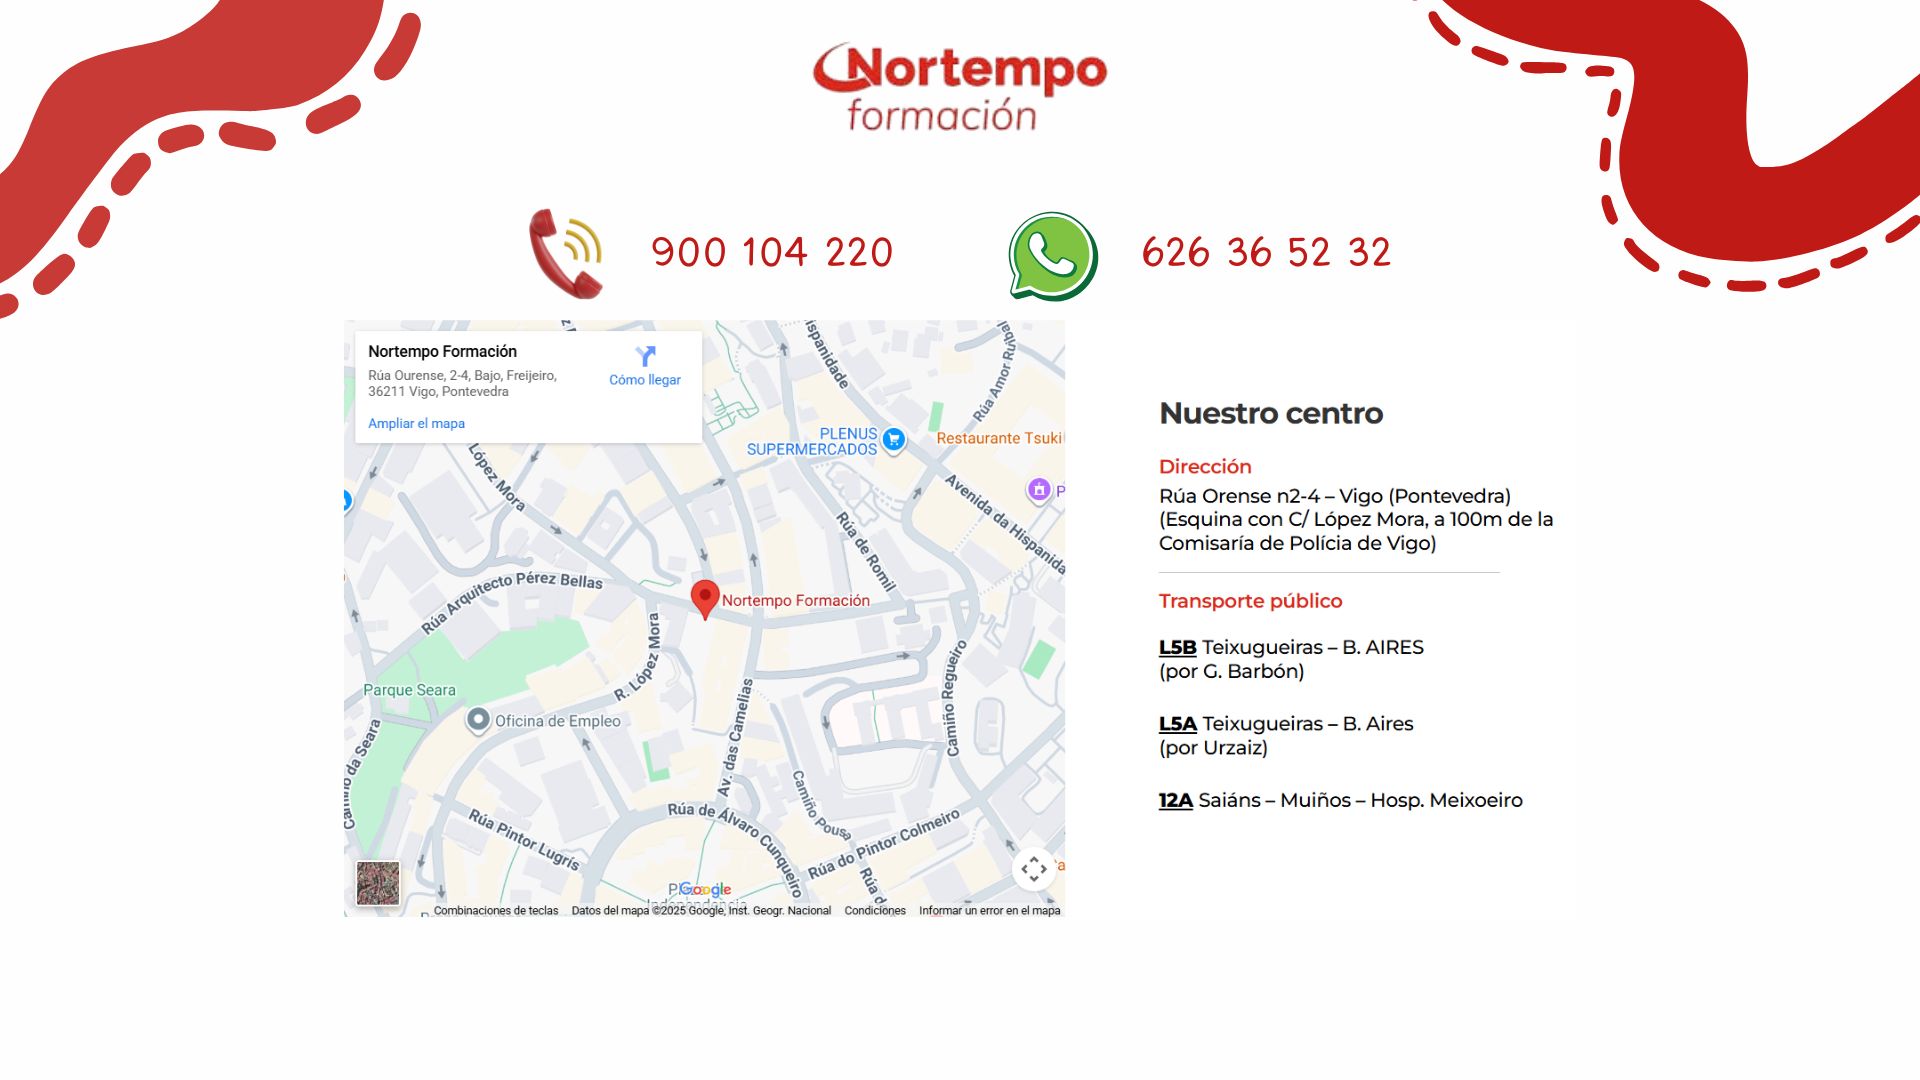 Nortempo
formación
900 104 220
626 36 52 32
Nortempo Formación
Rúa Ourense, 2-4, Bajo, Freijeiro,
36211 Vigo, Pontevedra
Cómo llegar
Ampliar el mapa
Hispanidade
Rúa Amor Ruibal
PLENUS
SUPERMERCADOS
Restaurante Tsuki
P
López Mora
Avenida da Hispanida
Rúa de Romil
Rúa Arquitecto Pérez Bellas
Nortempo Formación
R. López Mora
Parque Seara
Oficina de Empleo
Camiño da Seara
Av. das Camelias
Camiño Regueiro
Camiño Pousa
Rúa de Álvaro Cunqueiro
Rúa Pintor Lugrís
Rúa do Pintor Colmeiro
Rúa d
Google
Combinaciones de teclas
Datos del mapa ©2025 Google, Inst. Geogr. Nacional
Condiciones
Informar un error en el mapa
Nuestro centro
Dirección
Rúa Orense n2-4 – Vigo (Pontevedra)
(Esquina con C/ López Mora, a 100m de la
Comisaría de Polícia de Vigo)
Transporte público
L5B Teixugueiras – B. AIRES
(por G. Barbón)
L5A Teixugueiras – B. Aires
(por Urzaiz)
12A Saiáns – Muiños – Hosp. Meixoeiro